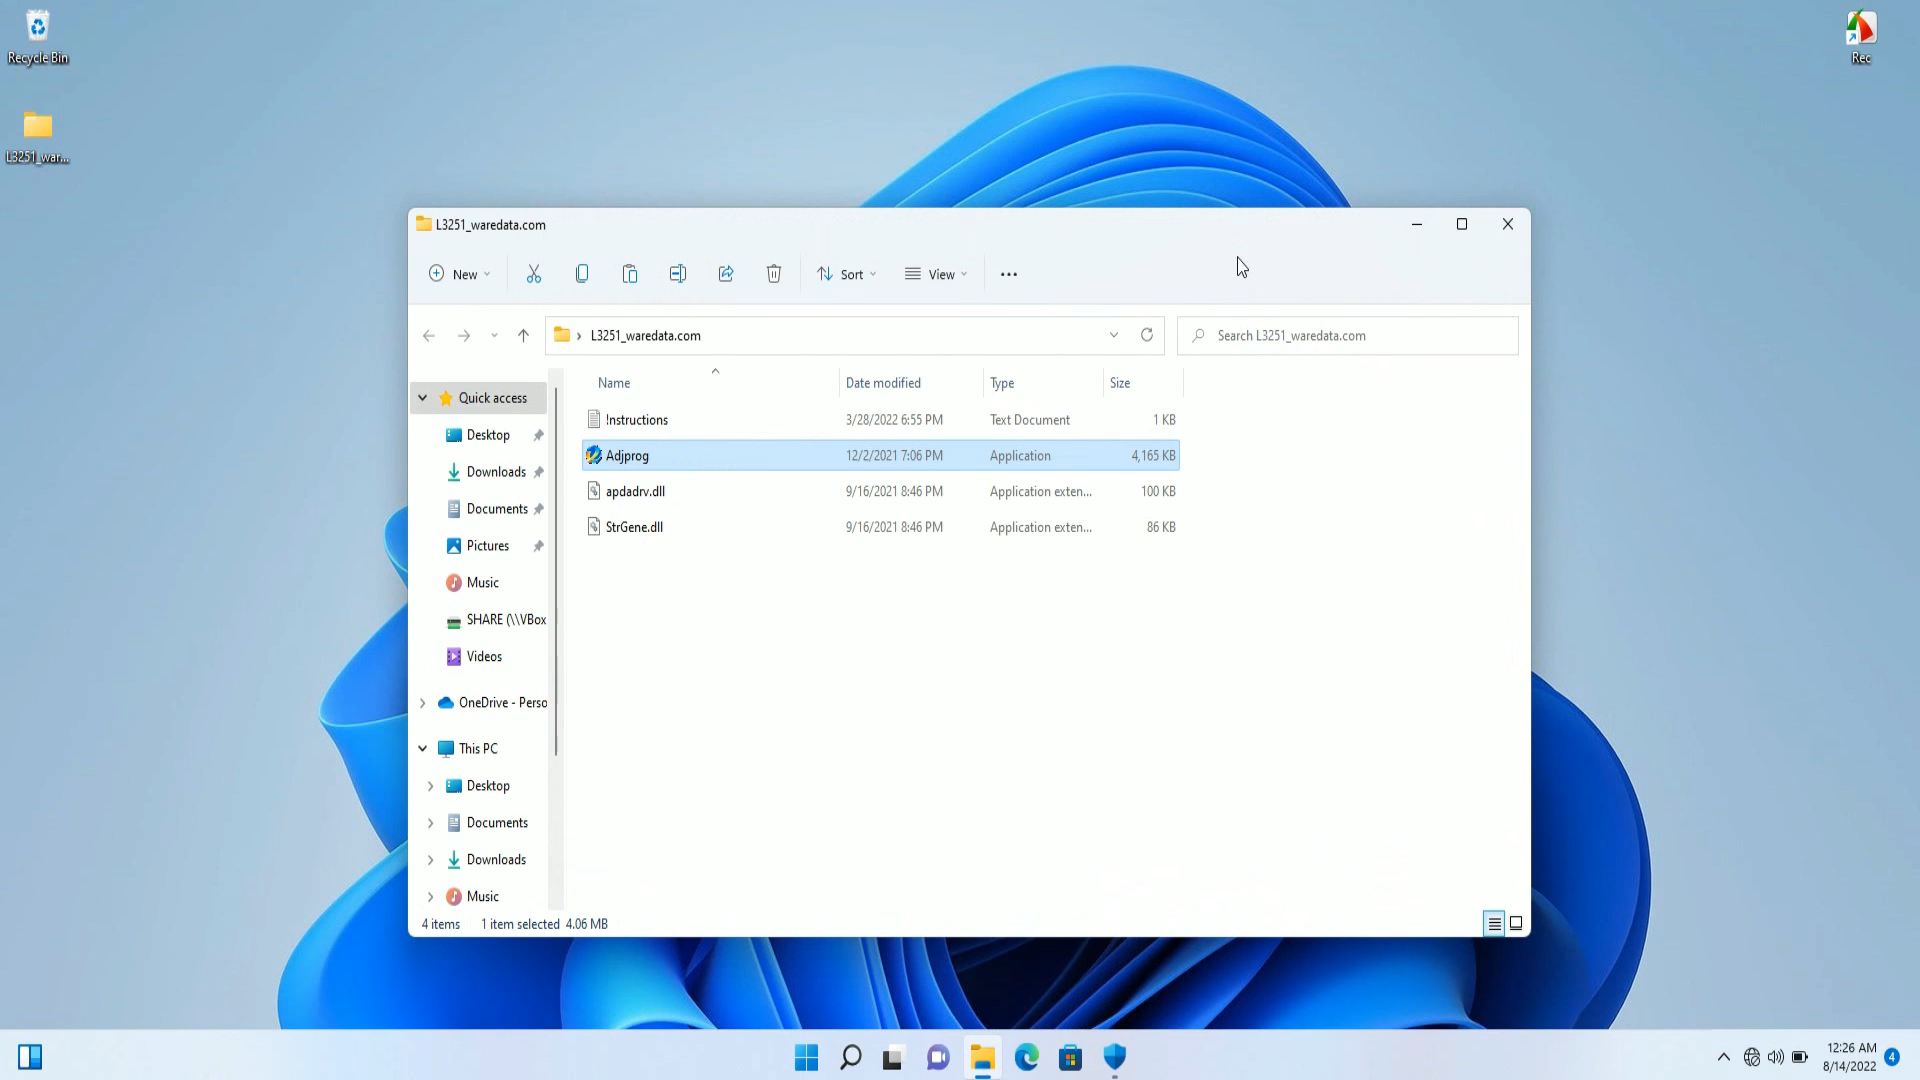 Recycle Bin
L3251_war...
Rec
L3251_waredata.com
New
Sort
View
L3251_waredata.com
Search L3251_waredata.com
Name
Date modified
Type
Size
!nstructions
3/28/2022 6:55 PM
Text Document
1 KB
Adjprog
12/2/2021 7:06 PM
Application
4,165 KB
apdadrv.dll
9/16/2021 8:46 PM
Application exten...
100 KB
StrGene.dll
9/16/2021 8:46 PM
Application exten...
86 KB
Quick access
Desktop
Downloads
Documents
Pictures
Music
SHARE (\\VBox
Videos
OneDrive - Perso
This PC
Desktop
Documents
Downloads
Music
4 items
1 item selected 4.06 MB
12:26 AM
8/14/2022
4